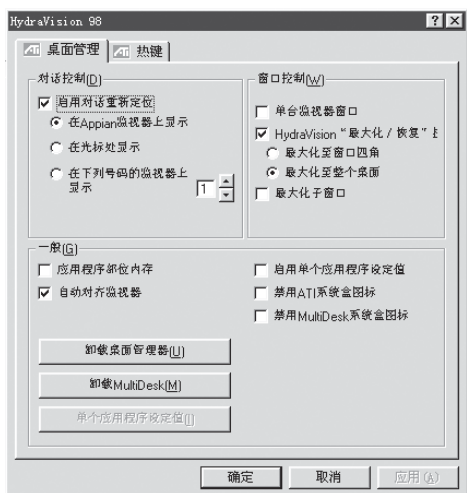 HydraVision 98
桌面管理
热键
对话控制(D)
启用对话重新定位
在Appian监视器上显示
在光标处显示
在下列号码的监视器上
显示
1
窗口控制(W)
单台监视器窗口
HydraVision“最大化/恢复”
最大化至窗口四角
最大化至整个桌面
最大化子窗口
一般(G)
应用程序部位内存
自动对齐监视器
启用单个应用程序设定值
禁用ATI系统盒图标
禁用MultiDesk系统盒图标
卸载桌面管理器(U)
卸载MultiDesk(M)
单个应用程序设定值(I)
确定
取消
应用(A)